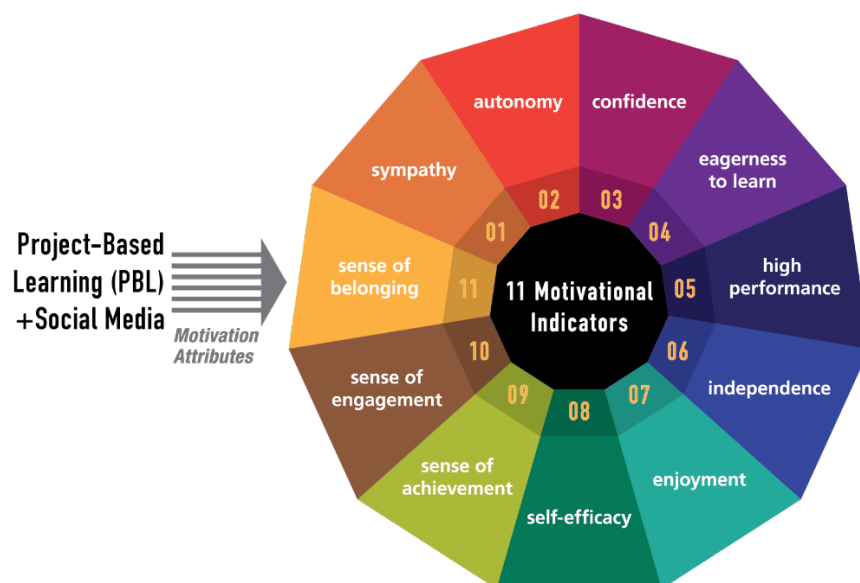 Project-Based
Learning (PBL)
+Social Media
Motivation
Attributes
11 Motivational
Indicators
01
sympathy
02
autonomy
03
confidence
04
eagerness
to learn
05
high
performance
06
independence
07
enjoyment
08
self-efficacy
09
sense of
achievement
10
sense of
engagement
11
sense of
belonging